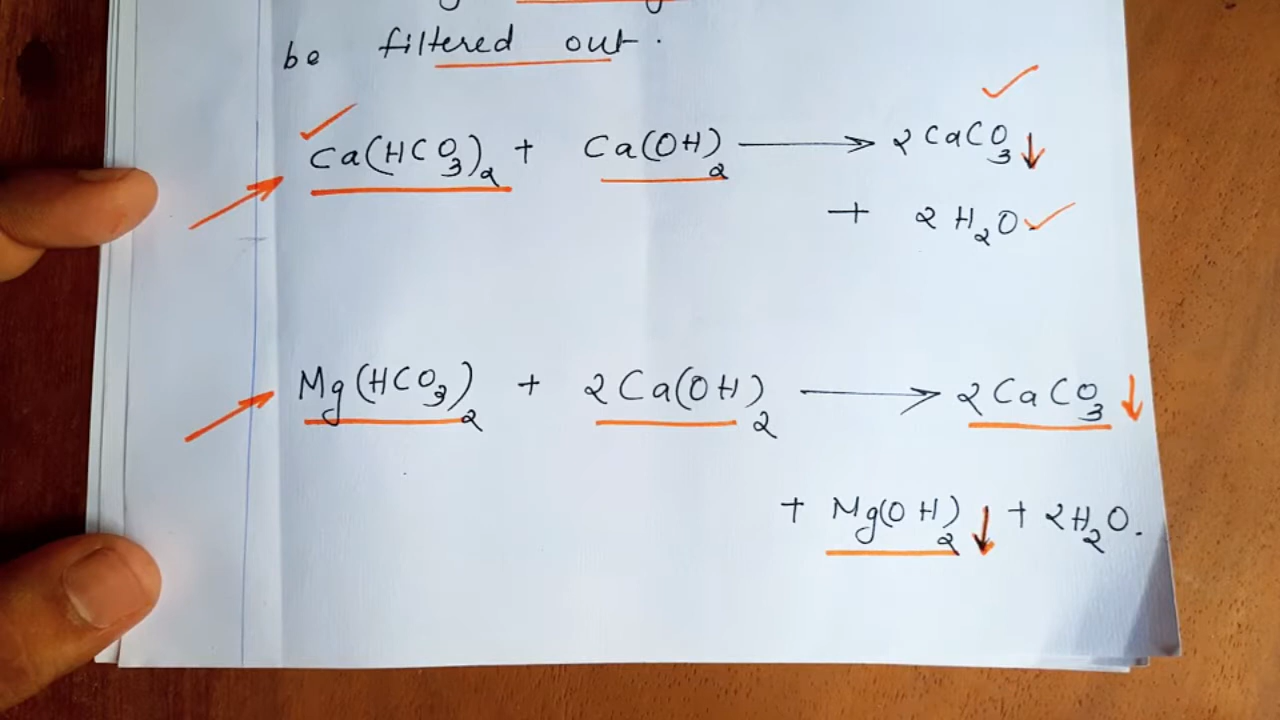 be filtered out.
Ca(HCO₃)₂ + Ca(OH)₂ ⟶ 2CaCO₃↓
+ 2H₂O
Mg(HCO₃)₂ + 2Ca(OH)₂ ⟶ 2CaCO₃↓
+ Mg(OH)₂↓ + 2H₂O.